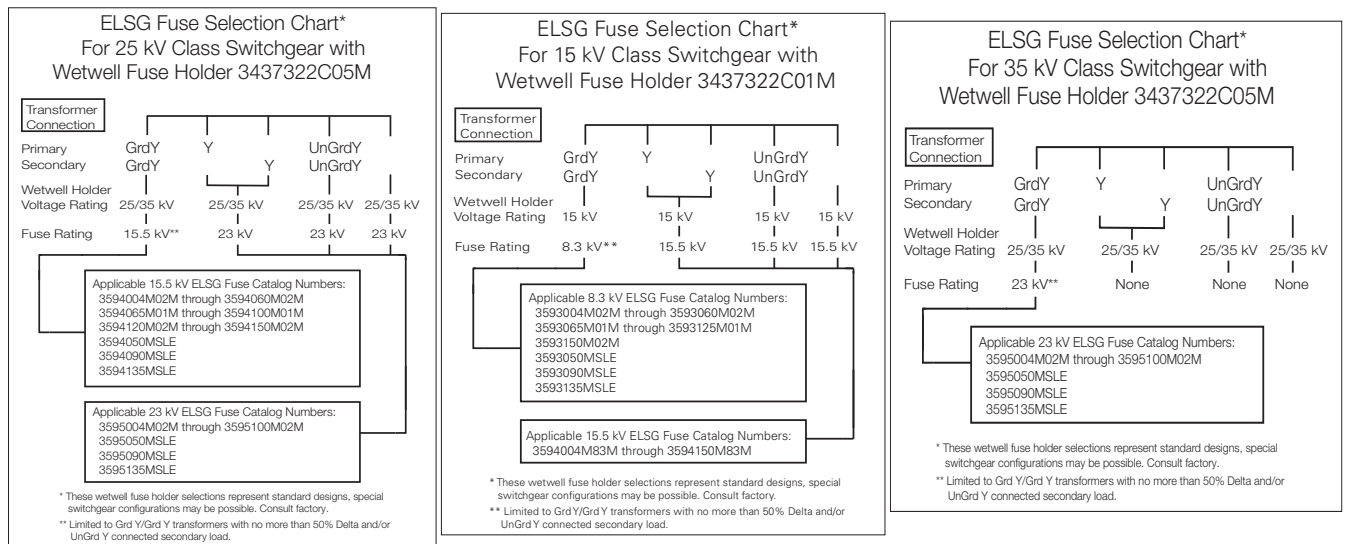 ELSG Fuse Selection Chart*
For 25 kV Class Switchgear with
Wetwell Fuse Holder 3437322C05M
Transformer
Connection
Primary GrdY Y UnGrdY
Secondary GrdY Y UnGrdY
Wetwell Holder
Voltage Rating 25/35 kV 25/35 kV 25/35 kV 25/35 kV
Fuse Rating 15.5 kV** 23 kV 23 kV 23 kV
Applicable 15.5 kV ELSG Fuse Catalog Numbers:
3594004M02M through 3594060M02M
3594065M01M through 3594100M01M
3594120M02M through 3594150M02M
3594050MSLE
3594090MSLE
3594135MSLE
Applicable 23 kV ELSG Fuse Catalog Numbers:
3595004M02M through 3595100M02M
3595050MSLE
3595090MSLE
3595135MSLE
* These wetwell fuse holder selections represent standard designs, special
switchgear configurations may be possible. Consult factory.
** Limited to Grd Y/Grd Y transformers with no more than 50% Delta and/or
UnGrd Y connected secondary load.
ELSG Fuse Selection Chart*
For 15 kV Class Switchgear with
Wetwell Fuse Holder 3437322C01M
Transformer
Connection
Primary GrdY Y UnGrdY
Secondary GrdY Y UnGrdY
Wetwell Holder
Voltage Rating 15 kV 15 kV 15 kV 15 kV
Fuse Rating 8.3 kV** 15.5 kV 15.5 kV 15.5 kV
Applicable 8.3 kV ELSG Fuse Catalog Numbers:
3593004M02M through 3593060M02M
3593065M01M through 3593125M01M
3593150M02M
3593050MSLE
3593090MSLE
3593135MSLE
Applicable 15.5 kV ELSG Fuse Catalog Numbers:
3594004M83M through 3594150M83M
* These wetwell fuse holder selections represent standard designs, special
switchgear configurations may be possible. Consult factory.
** Limited to Grd Y/Grd Y transformers with no more than 50% Delta and/or
UnGrd Y connected secondary load.
ELSG Fuse Selection Chart*
For 35 kV Class Switchgear with
Wetwell Fuse Holder 3437322C05M
Transformer
Connection
Primary GrdY Y UnGrdY
Secondary GrdY Y UnGrdY
Wetwell Holder
Voltage Rating 25/35 kV 25/35 kV 25/35 kV 25/35 kV
Fuse Rating 23 kV** None None None
Applicable 23 kV ELSG Fuse Catalog Numbers:
3595004M02M through 3595100M02M
3595050MSLE
3595090MSLE
3595135MSLE
* These wetwell fuse holder selections represent standard designs, special
switchgear configurations may be possible. Consult factory.
** Limited to Grd Y/Grd Y transformers with no more than 50% Delta and/or
UnGrd Y connected secondary load.